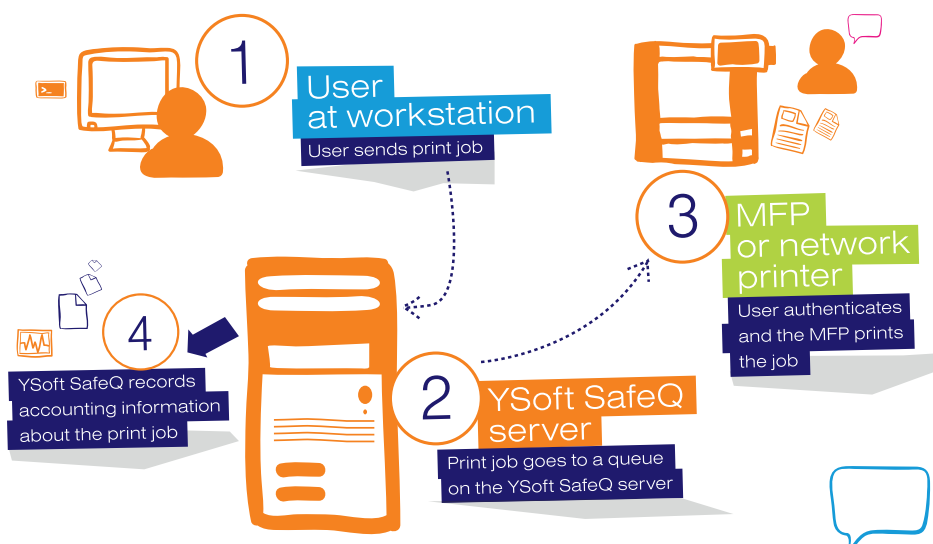 1
User
at workstation
User sends print job
3
MFP
or network
printer
User authenticates
and the MFP prints
the job
2
YSoft SafeQ
server
Print job goes to a queue
on the YSoft SafeQ server
4
YSoft SafeQ records
accounting information
about the print job